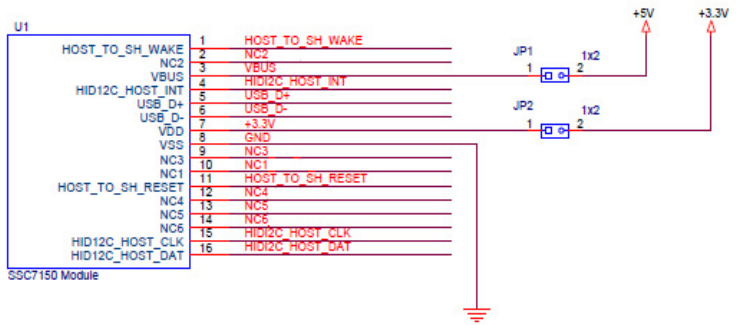 +5V +3.3V
U1
JP1 1x2
JP2 1x2
HOST_TO_SH_WAKE 1 HOST_TO_SH_WAKE
NC2 2 NC2
VBUS 3 VBUS 1 2
HID12C_HOST_INT 4 HIDI2C_HOST_INT
USB_D+ 5 USB_D+
USB_D- 6 USB_D-
VDD 7 +3.3V 1 2
VSS 8 GND
NC3 9 NC3
NC1 10 NC1
HOST_TO_SH_RESET 11 HOST_TO_SH_RESET
NC4 12 NC4
NC5 13 NC5
NC6 14 NC6
HID12C_HOST_CLK 15 HIDI2C_HOST_CLK
HID12C_HOST_DAT 16 HIDI2C_HOST_DAT
SSC7150 Module